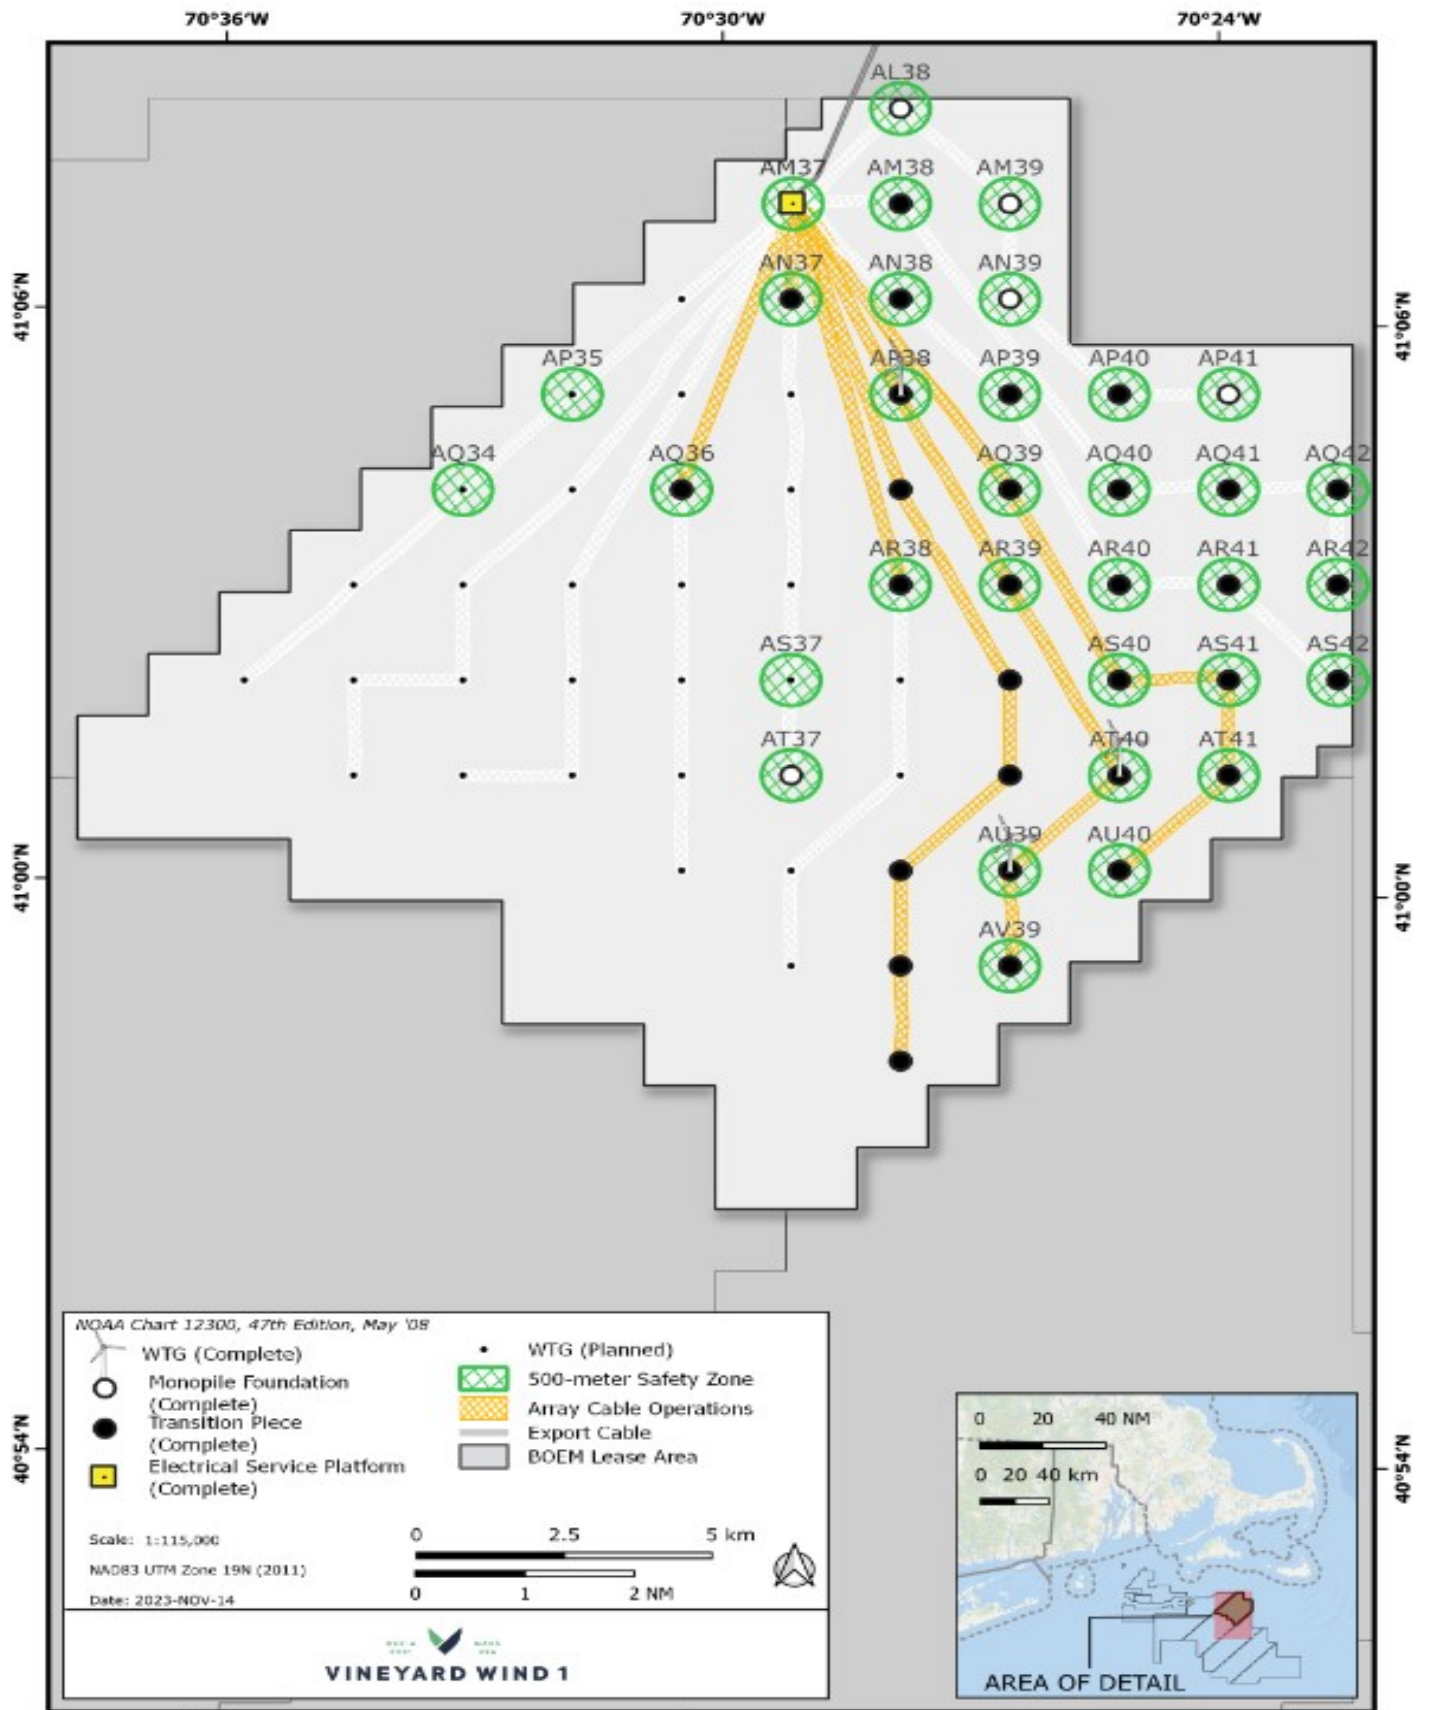 70°36'W 70°30'W 70°24'W
AL38
AM37 AM38 AM39
AN37 AN38 AN39
41°06'N 41°06'N
AP35 AP38 AP39 AP40 AP41
AQ34 AQ36 AQ39 AQ40 AQ41 AQ42
AR38 AR39 AR40 AR41 AR42
AS37 AS40 AS41 AS42
AT37 AT40 AT41
AU39 AU40
41°00'N 41°00'N
AV39
40°54'N 40°54'N
NOAA Chart 12300, 47th Edition, May '08
WTG (Complete)
Monopile Foundation
(Complete)
Transition Piece
(Complete)
Electrical Service Platform
(Complete)
WTG (Planned)
500-meter Safety Zone
Array Cable Operations
Export Cable
BOEM Lease Area
Scale: 1:115,000
NAD83 UTM Zone 19N (2011)
Date: 2023-NOV-14
0 2.5 5 km
0 1 2 NM
VINEYARD WIND 1
0 20 40 NM
0 20 40 km
AREA OF DETAIL